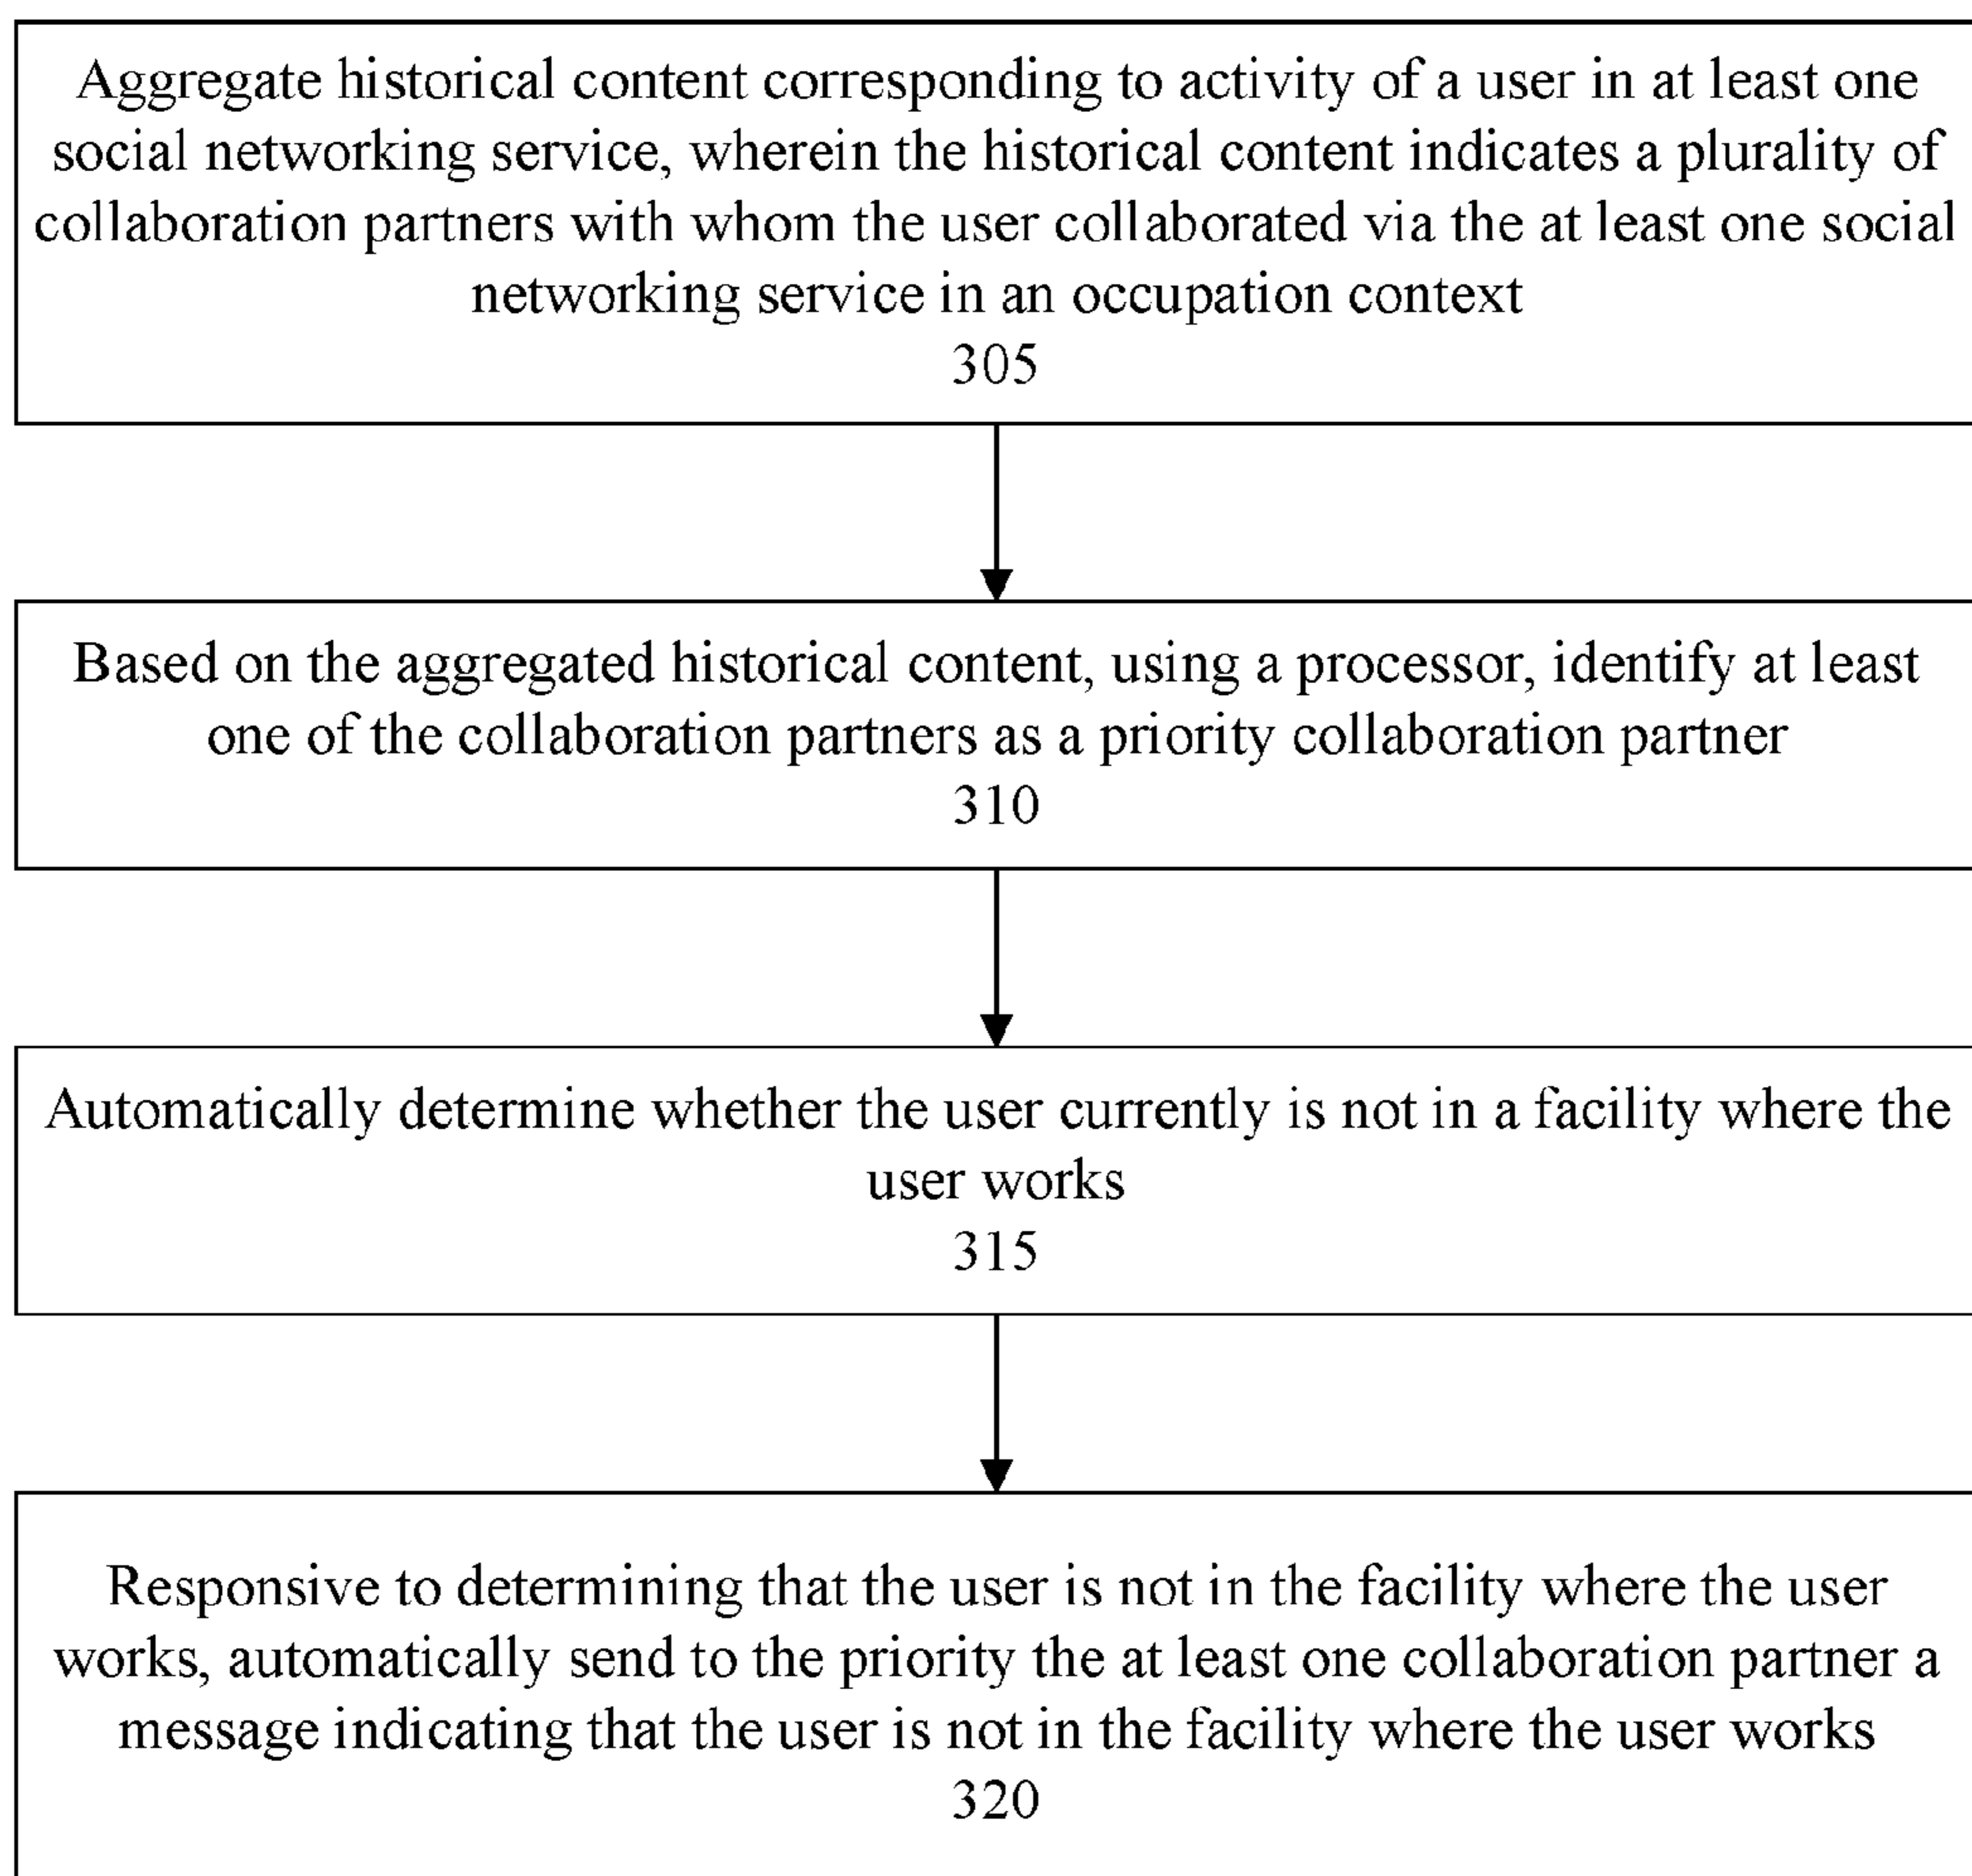 Aggregate historical content corresponding to activity of a user in at least one
social networking service, wherein the historical content indicates a plurality of
collaboration partners with whom the user collaborated via the at least one social
networking service in an occupation context
305
Based on the aggregated historical content, using a processor, identify at least
one of the collaboration partners as a priority collaboration partner
310
Automatically determine whether the user currently is not in a facility where the
user works
315
Responsive to determining that the user is not in the facility where the user
works, automatically send to the priority the at least one collaboration partner a
message indicating that the user is not in the facility where the user works
320